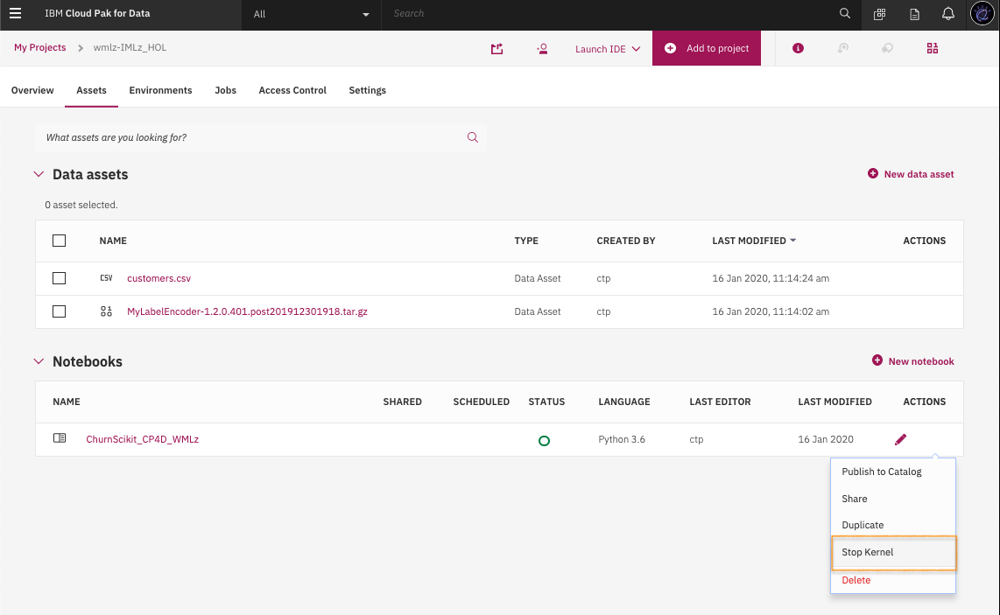 IBM Cloud Pak for Data
All
Search
My Projects
wmlz-IMLz_HOL
Launch IDE
Add to project
Overview
Assets
Environments
Jobs
Access Control
Settings
What assets are you looking for?
Data assets
New data asset
0 asset selected.
NAME TYPE CREATED BY LAST MODIFIED ACTIONS
CSV customers.csv Data Asset ctp 16 Jan 2020, 11:14:24 am
MyLabelEncoder-1.2.0.401.post201912301918.tar.gz Data Asset ctp 16 Jan 2020, 11:14:02 am
Notebooks
New notebook
NAME SHARED SCHEDULED STATUS LANGUAGE LAST EDITOR LAST MODIFIED ACTIONS
ChurnScikit_CP4D_WMLz Python 3.6 ctp 16 Jan 2020
Publish to Catalog
Share
Duplicate
Stop Kernel
Delete